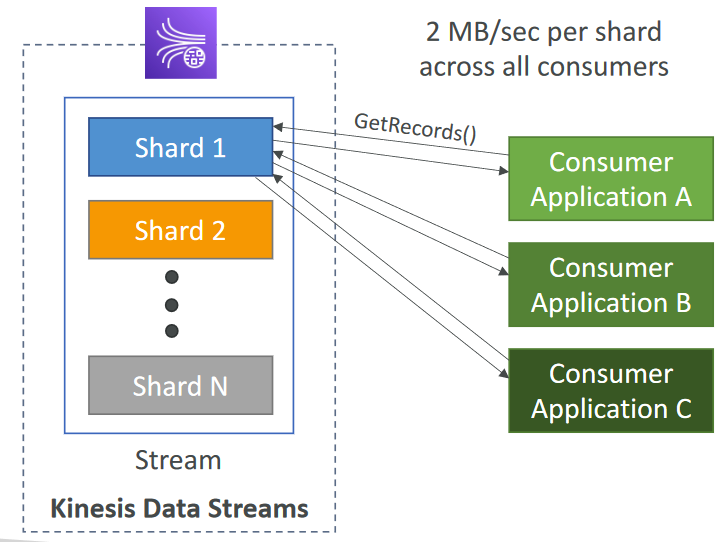 2 MB/sec per shard
across all consumers
GetRecords()
Shard 1
Shard 2
Shard N
Stream
Kinesis Data Streams
Consumer
Application A
Consumer
Application B
Consumer
Application C